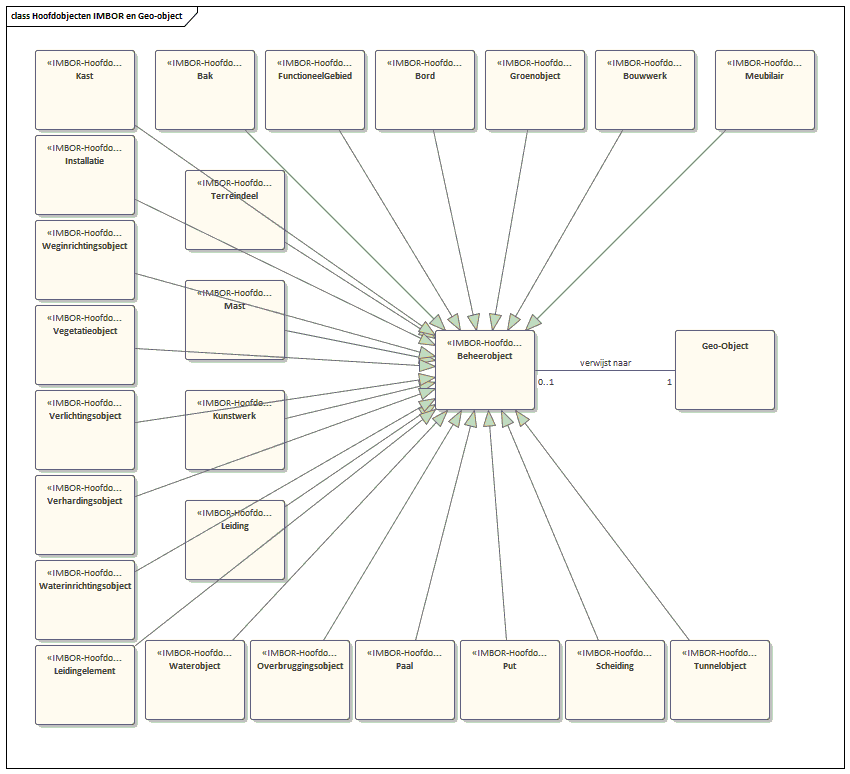 class Hoofdobjecten IMBOR en Geo-object
«IMBOR-Hoofdo...
Kast
«IMBOR-Hoofdo...
Bak
«IMBOR-Hoofdo...
FunctioneelGebied
«IMBOR-Hoofdo...
Bord
«IMBOR-Hoofdo...
Groenobject
«IMBOR-Hoofdo...
Bouwwerk
«IMBOR-Hoofdo...
Meubilair
«IMBOR-Hoofdo...
Installatie
«IMBOR-Hoofdo...
Terreindeel
«IMBOR-Hoofdo...
Weginrichtingsobject
«IMBOR-Hoofdo...
Mast
«IMBOR-Hoofdo...
Vegetatieobject
«IMBOR-Hoofdo...
Beheerobject
Geo-Object
verwijst naar
0..1
1
«IMBOR-Hoofdo...
Verlichtingsobject
«IMBOR-Hoofdo...
Kunstwerk
«IMBOR-Hoofdo...
Verhardingsobject
«IMBOR-Hoofdo...
Leiding
«IMBOR-Hoofdo...
Waterinrichtingsobject
«IMBOR-Hoofdo...
Leidingelement
«IMBOR-Hoofdo...
Waterobject
«IMBOR-Hoofdo...
Overbruggingsobject
«IMBOR-Hoofdo...
Paal
«IMBOR-Hoofdo...
Put
«IMBOR-Hoofdo...
Scheiding
«IMBOR-Hoofdo...
Tunnelobject